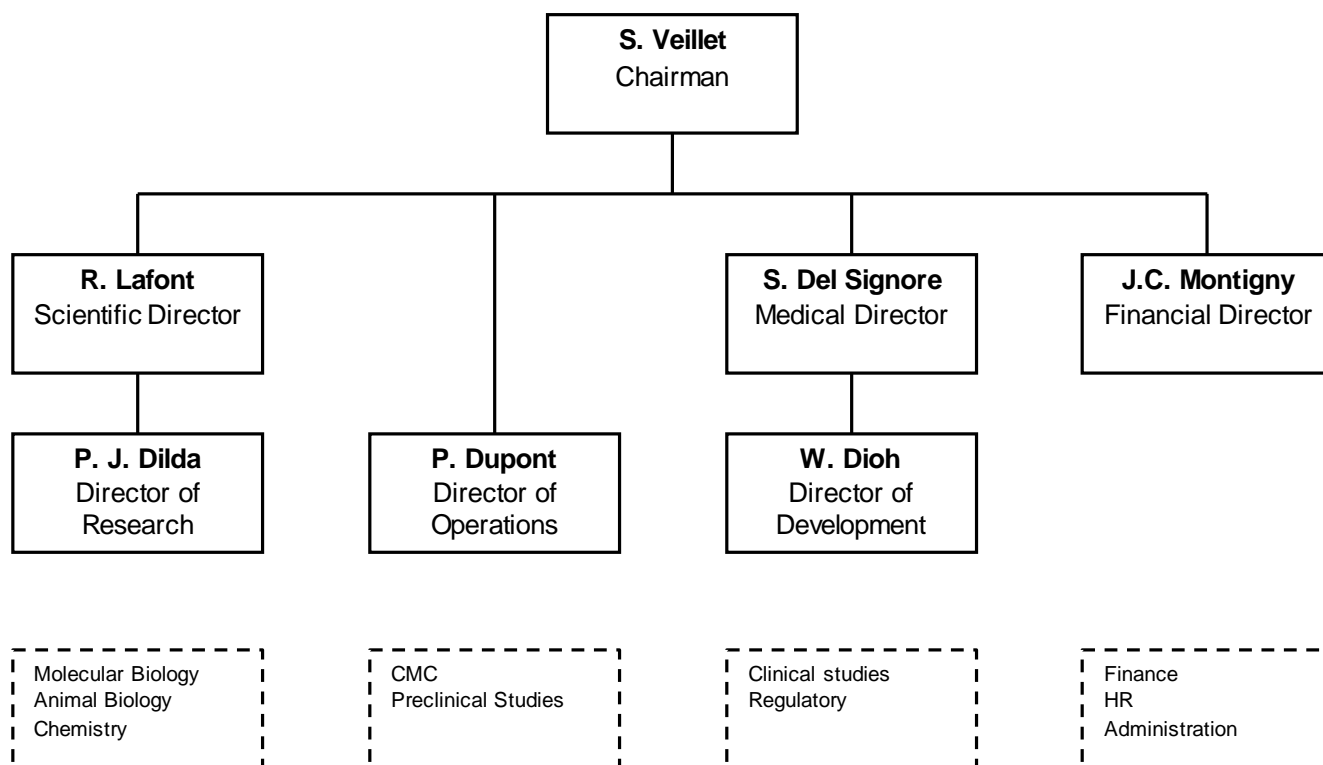 S. Veillet
Chairman
R. Lafont
Scientific Director
S. Del Signore
Medical Director
J.C. Montigny
Financial Director
P. J. Dilda
Director of
Research
P. Dupont
Director of
Operations
W. Dioh
Director of
Development
Molecular Biology
Animal Biology
Chemistry
CMC
Preclinical Studies
Clinical studies
Regulatory
Finance
HR
Administration